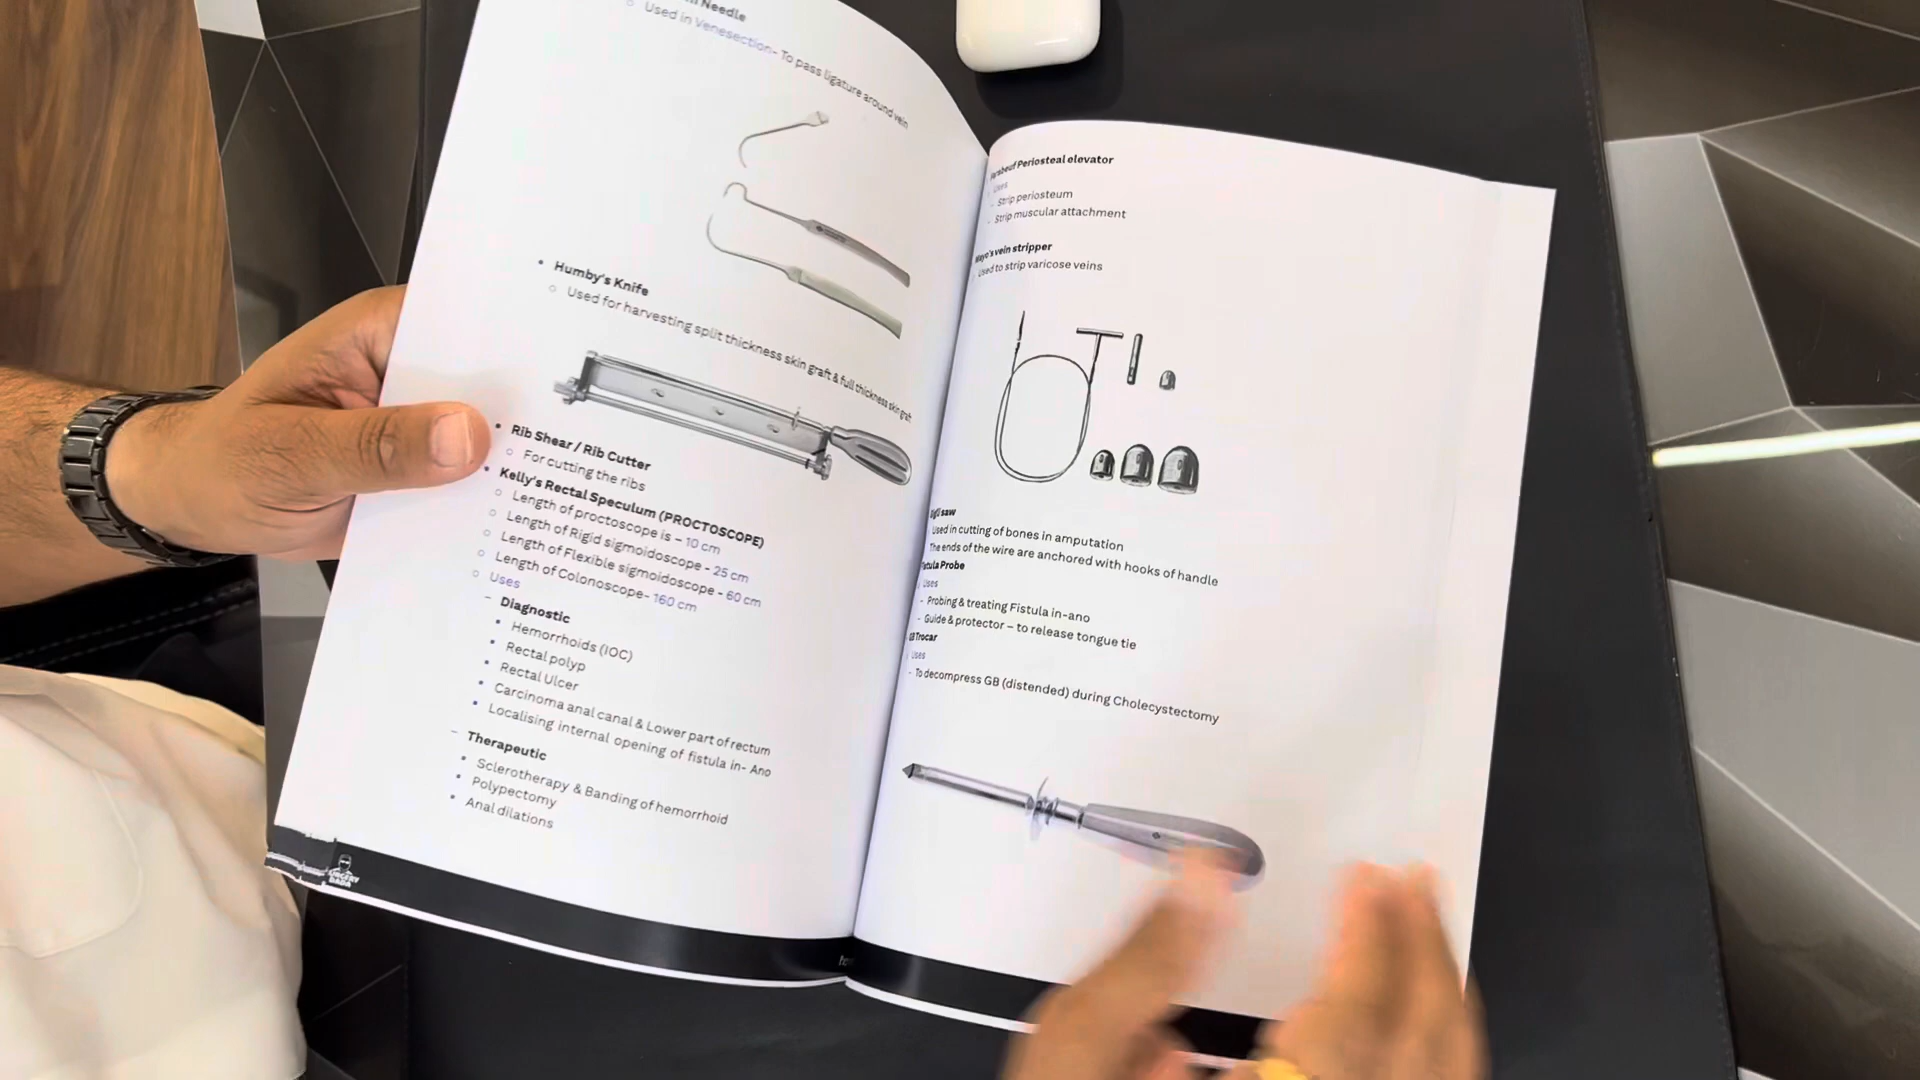 Needle
Used in Venesection- To pass ligature around vein
Humby's Knife
Used for harvesting split thickness skin graft & full thickness skin graft
Rib Shear / Rib Cutter
For cutting the ribs
Kelly's Rectal Speculum (PROCTOSCOPE)
Length of proctoscope is – 10 cm
Length of Rigid sigmoidoscope - 25 cm
Length of Flexible sigmoidoscope - 60 cm
Length of Colonoscope- 160 cm
Uses
– Diagnostic
Hemorrhoids (IOC)
Rectal polyp
Rectal Ulcer
Carcinoma anal canal & Lower part of rectum
Localising internal opening of fistula in- Ano
– Therapeutic
Sclerotherapy & Banding of hemorrhoid
Polypectomy
Anal dilations
SURGERY
Periosteal elevator
Uses
- Strip periosteum
- Strip muscular attachment
Mayo's vein stripper
Used to strip varicose veins
saw
Used in cutting of bones in amputation
The ends of the wire are anchored with hooks of handle
Probe
Uses
- Probing & treating Fistula in-ano
- Guide & protector – to release tongue tie
GB Trocar
Uses
- To decompress GB (distended) during Cholecystectomy